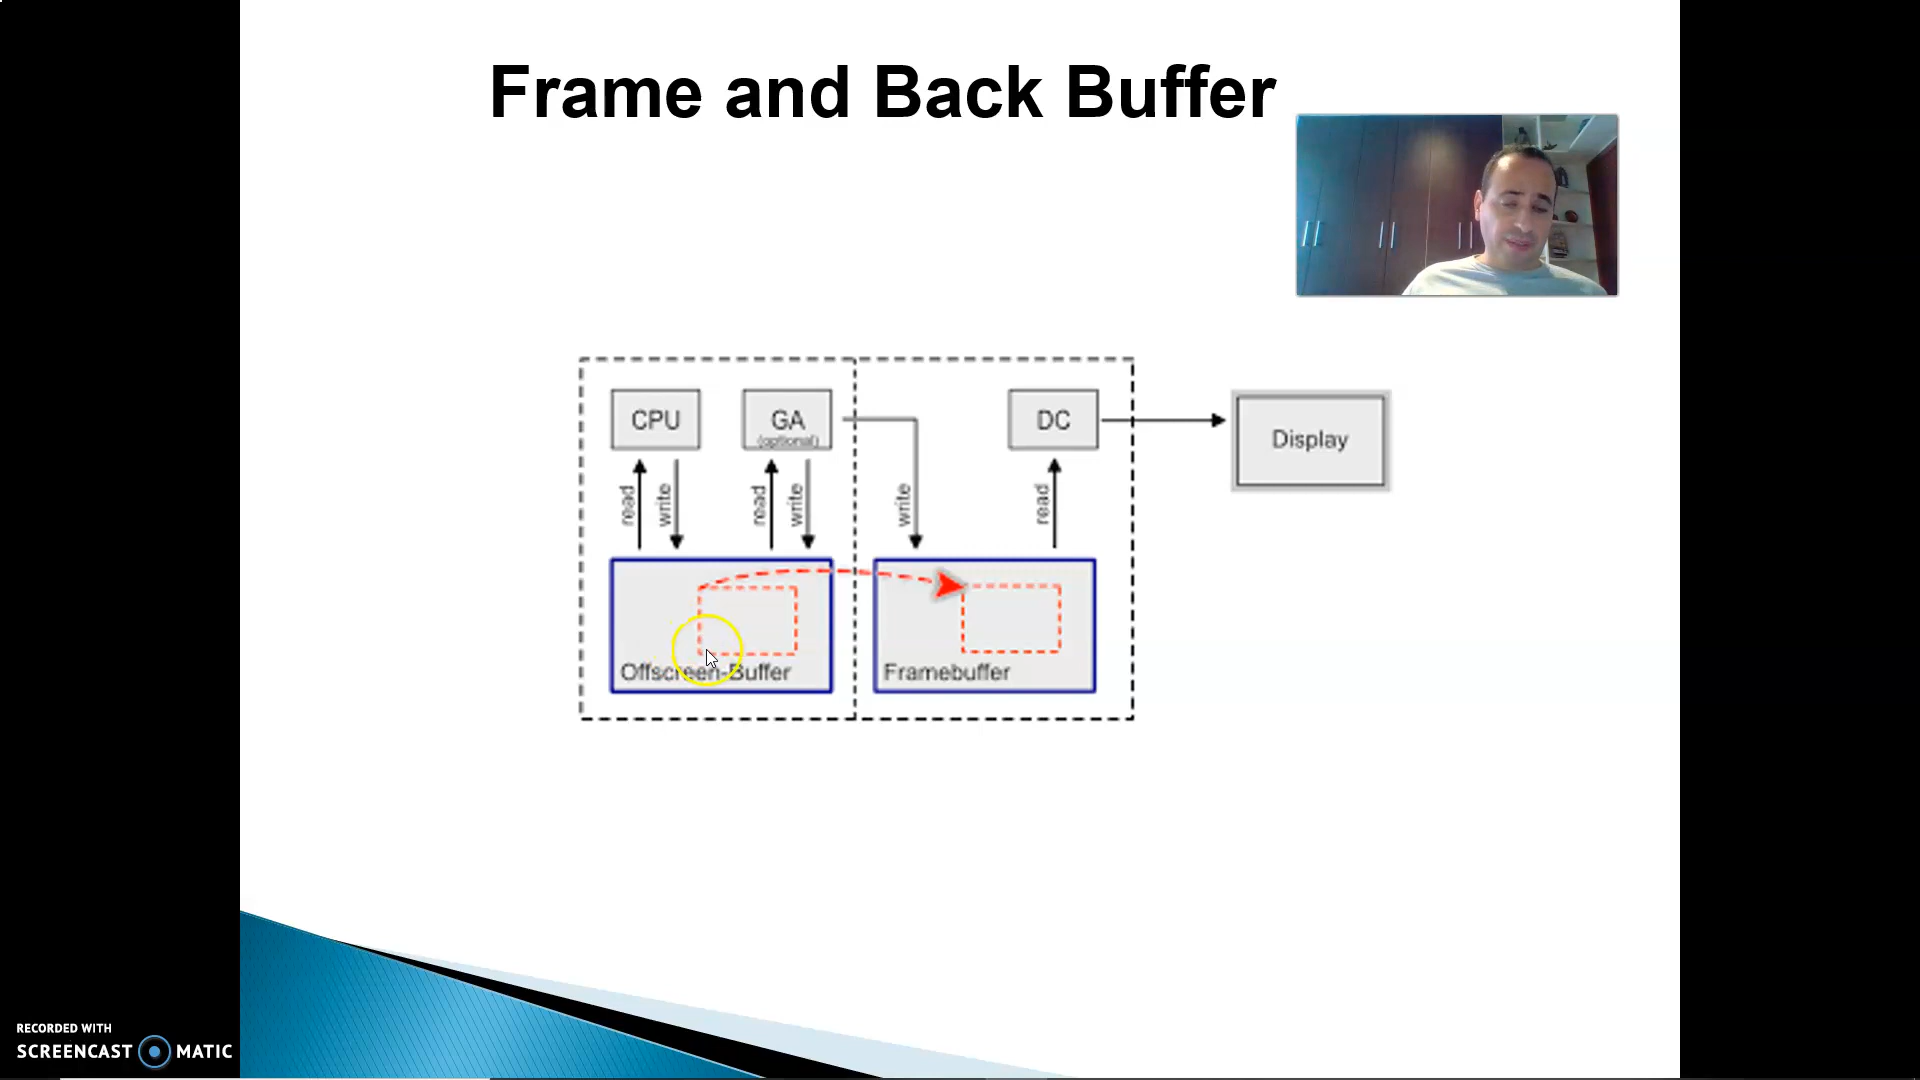 Frame and Back Buffer
CPU
GA
(optional)
DC
Display
read
write
read
write
write
read
Offscreen-Buffer
Framebuffer
RECORDED WITH
SCREENCAST MATIC